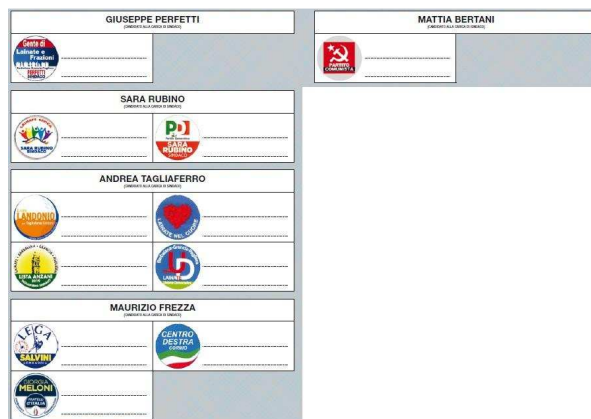 GIUSEPPE PERFETTI
(CANDIDATO ALLA CARICA DI SINDACO)
Gente di
Lainate e
Frazioni
PERFETTI
SINDACO
MATTIA BERTANI
(CANDIDATO ALLA CARICA DI SINDACO)
PARTITO
COMUNISTA
SARA RUBINO
(CANDIDATO ALLA CARICA DI SINDACO)
SARA RUBINO
SINDACO
PD
SARA
RUBINO
SINDACO
ANDREA TAGLIAFERRO
(CANDIDATO ALLA CARICA DI SINDACO)
LANDONIO
LAINATE NEL CUORE
LISTA ANZANI
UD
LAINATE
MAURIZIO FREZZA
(CANDIDATO ALLA CARICA DI SINDACO)
LEGA
SALVINI
LOMBARDIA
CENTRO
DESTRA
GIORGIA
MELONI
FRATELLI
D'ITALIA